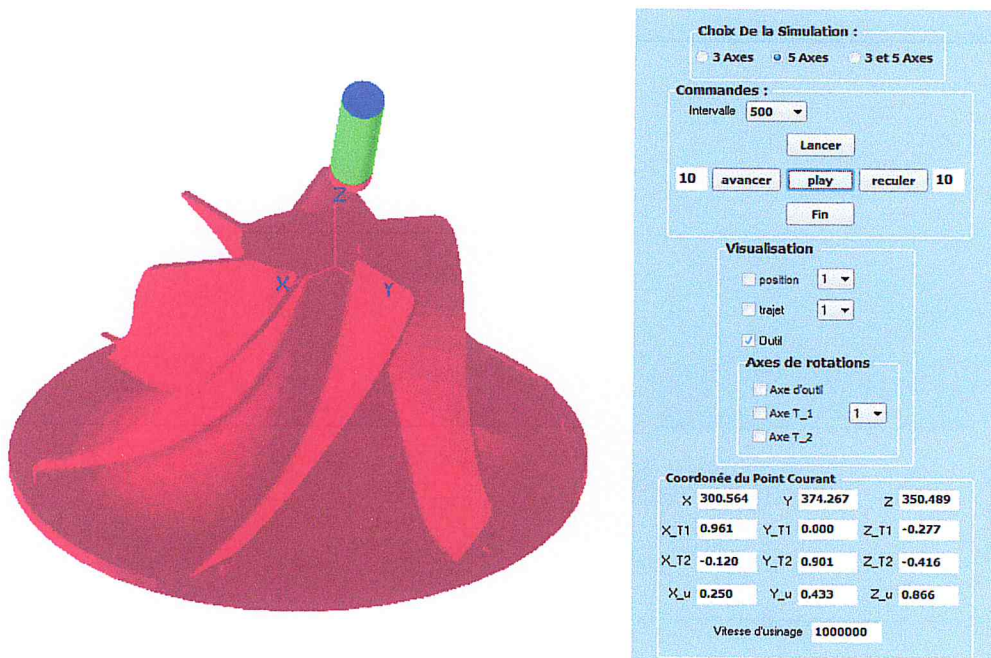 Z
X
Y
Choix De la Simulation :
3 Axes 5 Axes 3 et 5 Axes
Commandes :
Intervalle 500
Lancer
10 avancer play reculer 10
Fin
Visualisation
position 1
trajet 1
Outil
Axes de rotations
Axe d'outil
Axe T_1 1
Axe T_2
Coordonée du Point Courant
X 300.564 Y 374.267 Z 350.489
X_T1 0.961 Y_T1 0.000 Z_T1 -0.277
X_T2 -0.120 Y_T2 0.901 Z_T2 -0.416
X_u 0.250 Y_u 0.433 Z_u 0.866
Vitesse d'usinage 1000000